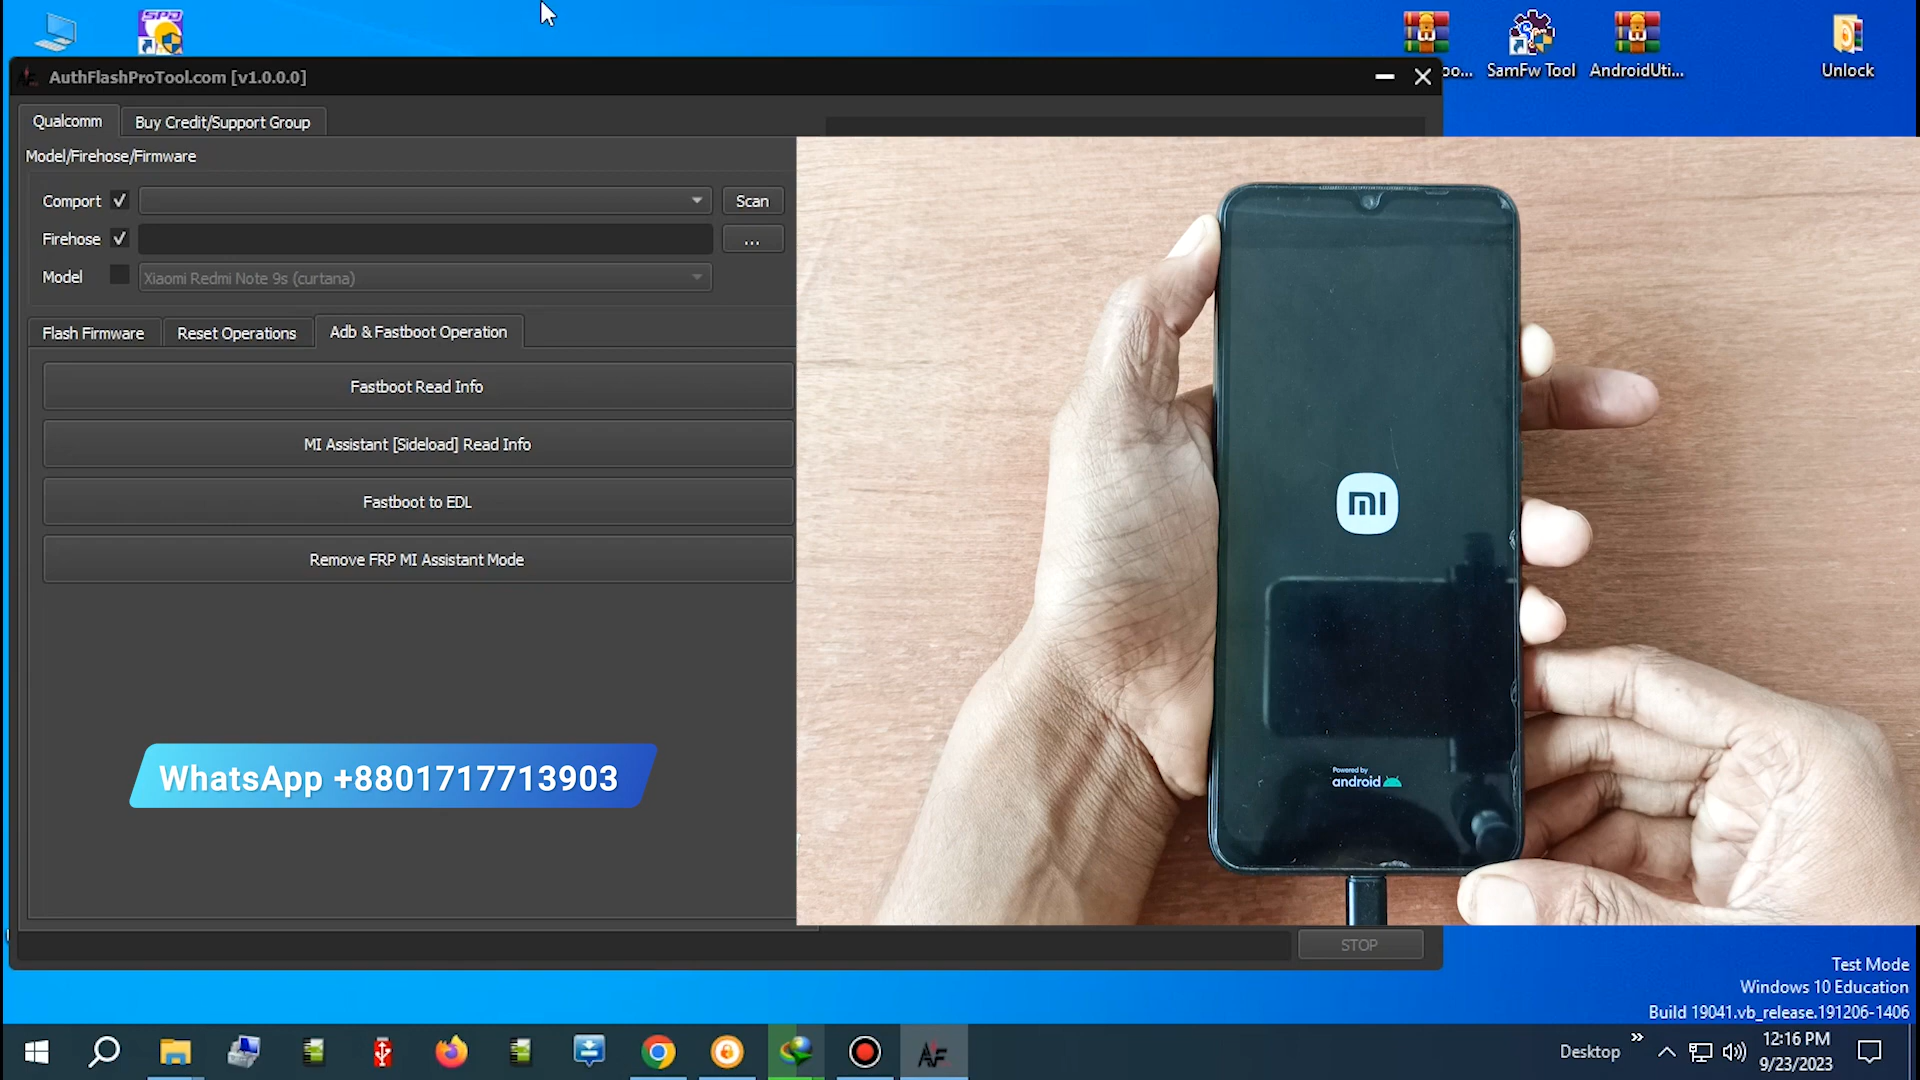 AuthFlashProTool.com [v1.0.0.0]
Qualcomm
Buy Credit/Support Group
Model/Firehose/Firmware
Comport
Scan
Firehose
...
Model
Xiaomi Redmi Note 9s (curtana)
Flash Firmware
Reset Operations
Adb & Fastboot Operation
Fastboot Read Info
MI Assistant [Sideload] Read Info
Fastboot to EDL
Remove FRP MI Assistant Mode
WhatsApp +8801717713903
STOP
SPD
oo...
SamFw Tool
AndroidUti...
Unlock
MI
Powered by
android
Test Mode
Windows 10 Education
Build 19041.vb_release.191206-1406
AF
Desktop
12:16 PM
9/23/2023